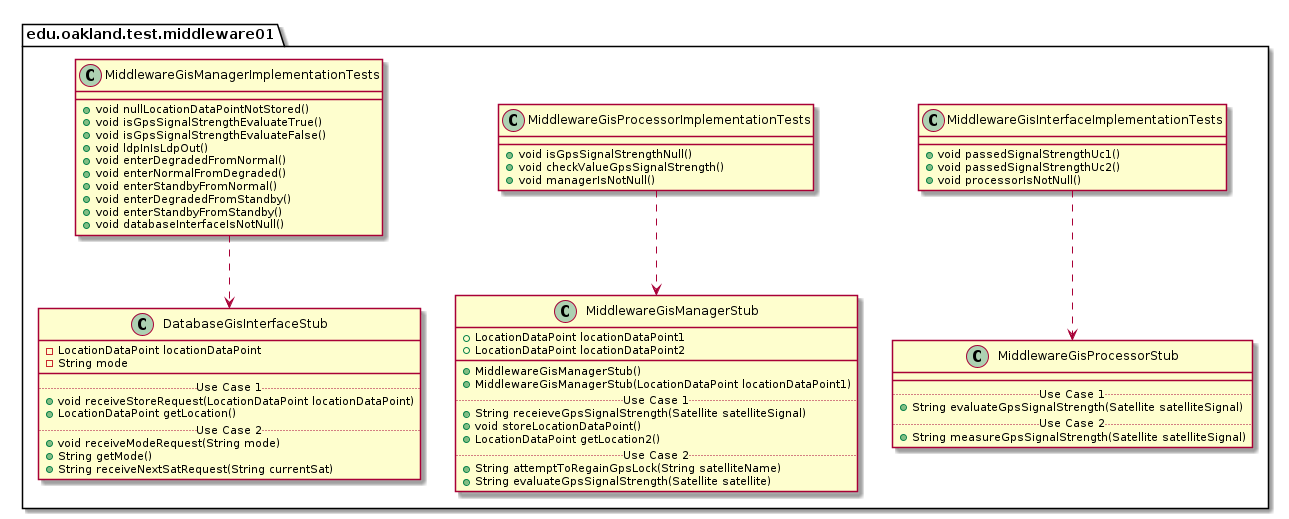 edu.oakland.test.middleware01
C MiddlewareGisManagerImplementationTests
void nullLocationDataPointNotStored()
void isGpsSignalStrengthEvaluateTrue()
void isGpsSignalStrengthEvaluateFalse()
void ldpInIsLdpOut()
void enterDegradedFromNormal()
void enterNormalFromDegraded()
void enterStandbyFromNormal()
void enterDegradedFromStandby()
void enterStandbyFromStandby()
void databaseInterfaceIsNotNull()
C MiddlewareGisProcessorImplementationTests
void isGpsSignalStrengthNull()
void checkValueGpsSignalStrength()
void managerIsNotNull()
C MiddlewareGisInterfaceImplementationTests
void passedSignalStrengthUc1()
void passedSignalStrengthUc2()
void processorIsNotNull()
C DatabaseGisInterfaceStub
LocationDataPoint locationDataPoint
String mode
Use Case 1
void receiveStoreRequest(LocationDataPoint locationDataPoint)
LocationDataPoint getLocation()
Use Case 2
void receiveModeRequest(String mode)
String getMode()
String receiveNextSatRequest(String currentSat)
C MiddlewareGisManagerStub
LocationDataPoint locationDataPoint1
LocationDataPoint locationDataPoint2
MiddlewareGisManagerStub()
MiddlewareGisManagerStub(LocationDataPoint locationDataPoint1)
Use Case 1
String receieveGpsSignalStrength(Satellite satelliteSignal)
void storeLocationDataPoint()
LocationDataPoint getLocation2()
Use Case 2
String attemptToRegainGpsLock(String satelliteName)
String evaluateGpsSignalStrength(Satellite satellite)
C MiddlewareGisProcessorStub
Use Case 1
String evaluateGpsSignalStrength(Satellite satelliteSignal)
Use Case 2
String measureGpsSignalStrength(Satellite satelliteSignal)